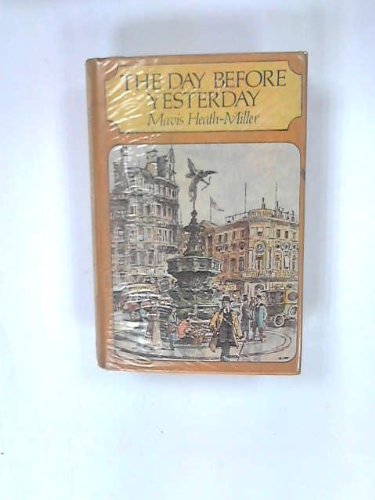 THE DAY BEFORE
YESTERDAY
Mavis Heath-Miller